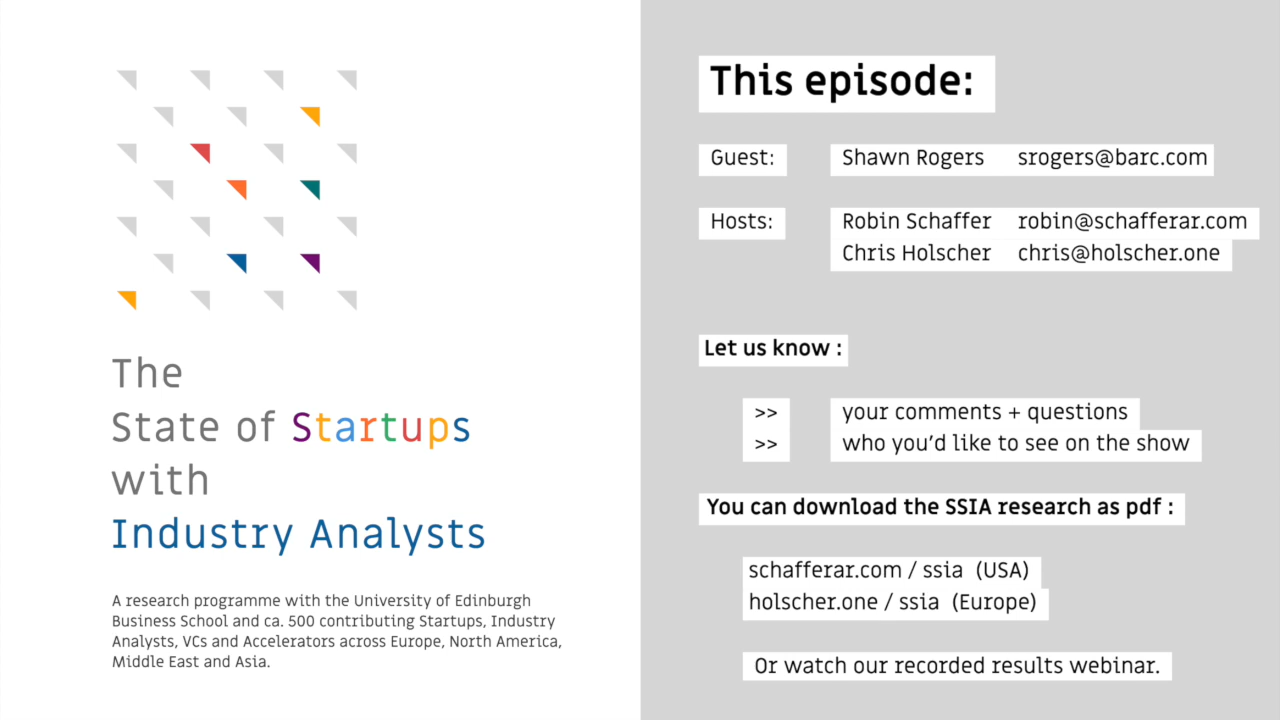 The
State of Startups
with
Industry Analysts
A research programme with the University of Edinburgh
Business School and ca. 500 contributing Startups, Industry
Analysts, VCs and Accelerators across Europe, North America,
Middle East and Asia.
This episode:
Guest: Shawn Rogers srogers@barc.com
Hosts: Robin Schaffer robin@schafferar.com
Chris Holscher chris@holscher.one
Let us know :
>> your comments + questions
>> who you’d like to see on the show
You can download the SSIA research as pdf :
schafferar.com / ssia (USA)
holscher.one / ssia (Europe)
Or watch our recorded results webinar.